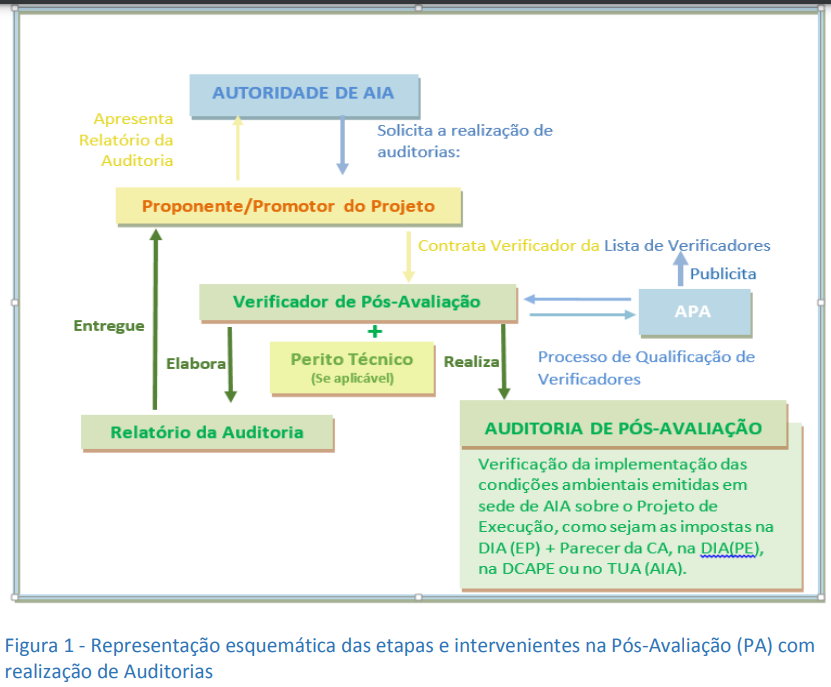 AUTORIDADE DE AIA
Apresenta
Relatório da
Auditoria
Solicita a realização de
auditorias:
Proponente/Promotor do Projeto
Contrata Verificador da Lista de Verificadores
Publicita
Verificador de Pós-Avaliação
APA
Entregue
+
Elabora
Perito Técnico
(Se aplicável)
Realiza
Processo de Qualificação de
Verificadores
Relatório da Auditoria
AUDITORIA DE PÓS-AVALIAÇÃO
Verificação da implementação das
condições ambientais emitidas em
sede de AIA sobre o Projeto de
Execução, como sejam as impostas na
DIA (EP) + Parecer da CA, na DIA(PE),
na DCAPE ou no TUA (AIA).
Figura 1 - Representação esquemática das etapas e intervenientes na Pós-Avaliação (PA) com
realização de Auditorias